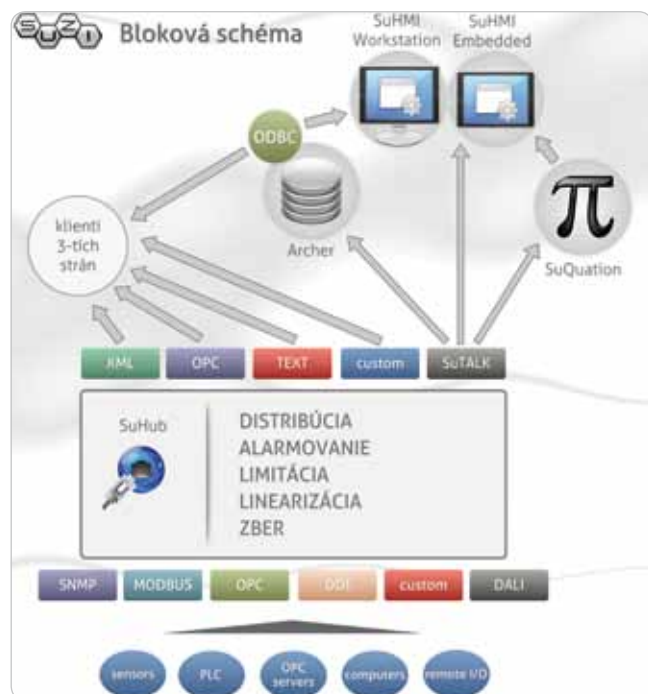 SUZI
Bloková schéma
SuHMI
Workstation
SuHMI
Embedded
ODBC
klienti
3-tích
strán
Archer
SuQuation
XML
OPC
TEXT
custom
SuTALK
SuHub
DISTRIBÚCIA
ALARMOVANIE
LIMITÁCIA
LINEARIZÁCIA
ZBER
SNMP
MODBUS
OPC
custom
DALI
sensors
PLC
OPC
servers
computers
remote I/O